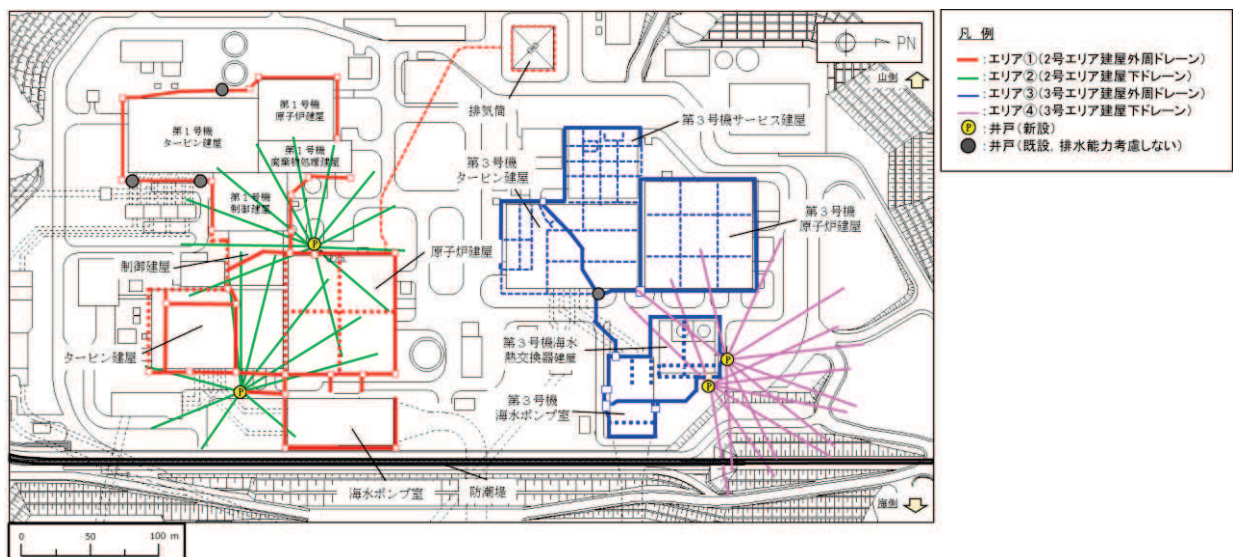 PN
山側
第1号機
原子炉建屋
第1号機
タービン建屋
第1号機
廃棄物処理建屋
第1号機
制御建屋
排気筒
第3号機サービス建屋
第3号機
タービン建屋
第3号機
原子炉建屋
P
原子炉建屋
制御建屋
タービン建屋
第3号機海水
熱交換器建屋
P
P
P
第3号機
海水ポンプ室
海水ポンプ室
防潮堤
海側
0 50 100 m
凡 例
:エリア①(2号エリア建屋外周ドレーン)
:エリア②(2号エリア建屋下ドレーン)
:エリア③(3号エリア建屋外周ドレーン)
:エリア④(3号エリア建屋下ドレーン)
P :井戸(新設)
:井戸(既設, 排水能力考慮しない)